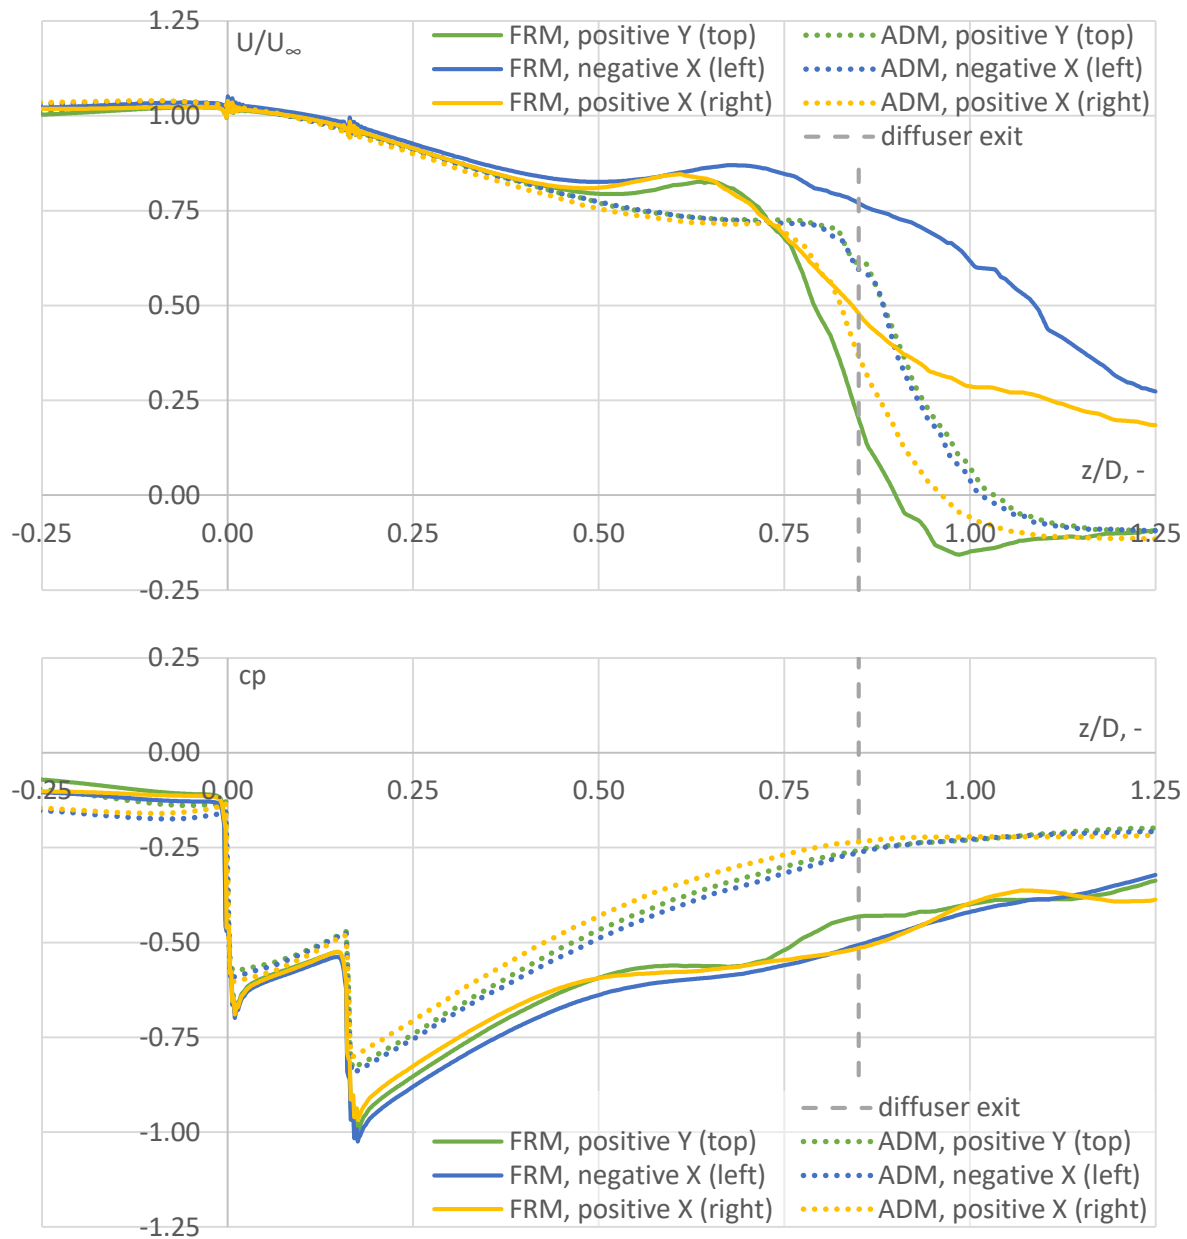 1.25
U/U∞
FRM, positive Y (top) ADM, positive Y (top)
FRM, negative X (left) ADM, negative X (left)
FRM, positive X (right) ADM, positive X (right)
1.00
diffuser exit
0.75
0.50
0.25
z/D, -
0.00
-0.25 0.00 0.25 0.50 0.75 1.00 1.25
-0.25
0.25
cp
0.00
z/D, -
-0.25 0.00 0.25 0.50 0.75 1.00 1.25
-0.25
-0.50
-0.75
-1.00
diffuser exit
FRM, positive Y (top) ADM, positive Y (top)
FRM, negative X (left) ADM, negative X (left)
FRM, positive X (right) ADM, positive X (right)
-1.25